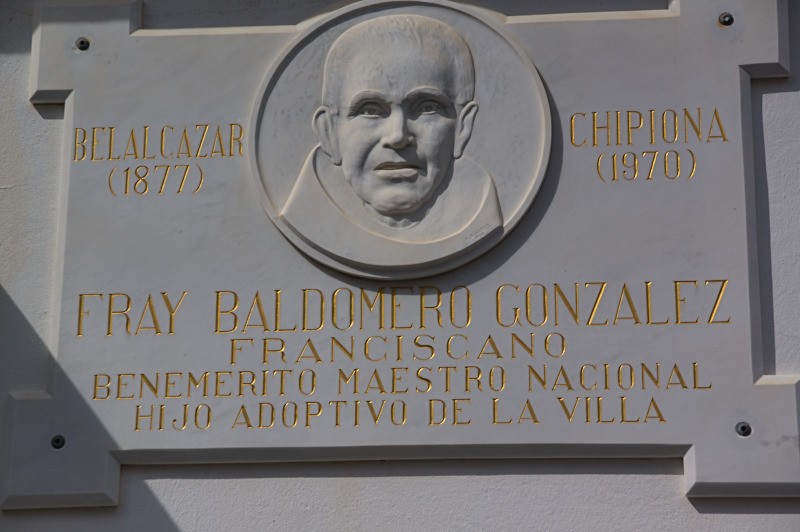 BELALCAZAR
(1877)
CHIPIONA
(1970)
FRAY BALDOMERO GONZALEZ
FRANCISCANO
BENEMERITO MAESTRO NACIONAL
HIJO ADOPTIVO DE LA VILLA